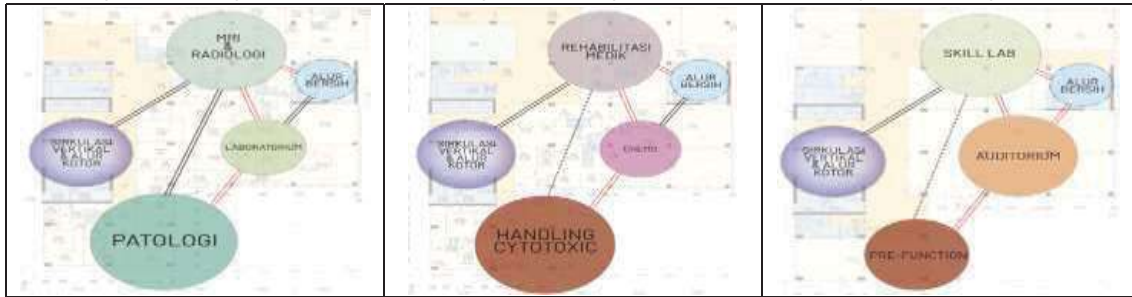 MRI
&
RADIOLOGI
ALUR
BERSIH
SIRKULASI
VERTIKAL
& ALUR
KOTOR
LABORATORIUM
PATOLOGI
REHABILITASI
MEDIK
ALUR
BERSIH
SIRKULASI
VERTIKAL
& ALUR
KOTOR
CHEMO
HANDLING
CYTOTOXIC
SKILL LAB
ALUR
BERSIH
SIRKULASI
VERTIKAL
& ALUR
KOTOR
AUDITORIUM
PRE-FUNCTION